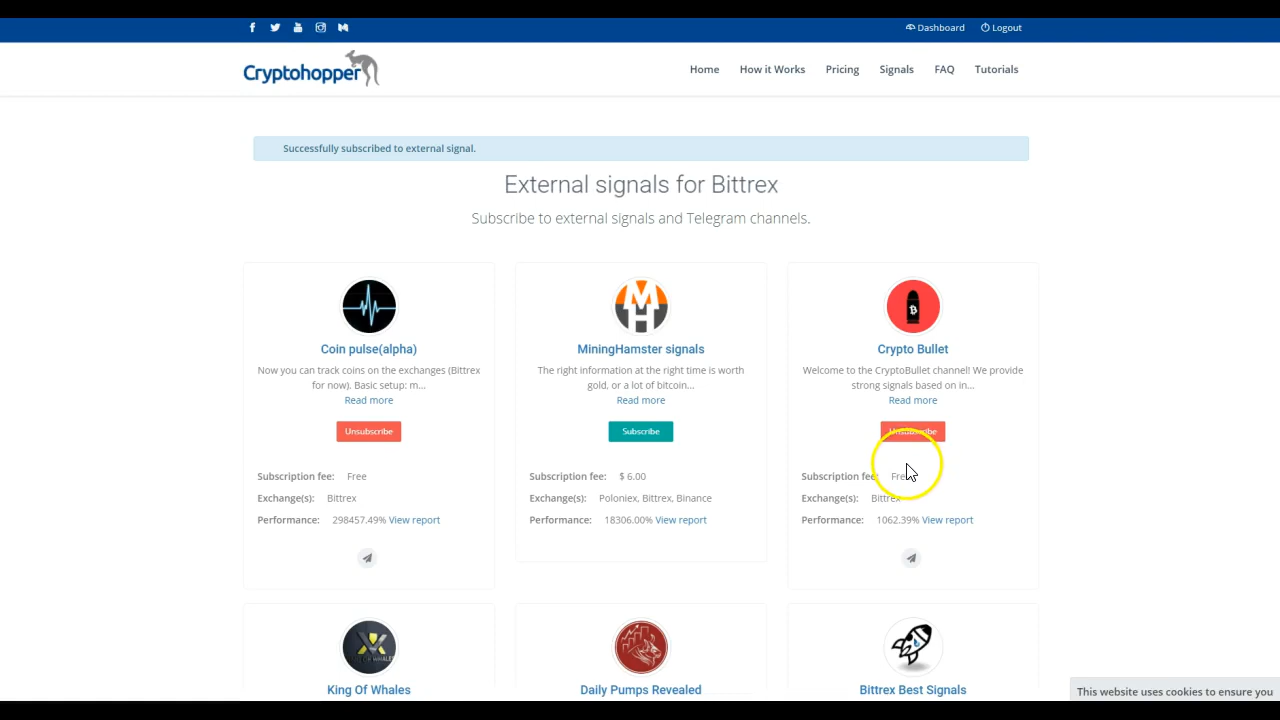 Dashboard Logout
Cryptohopper
Home How it Works Pricing Signals FAQ Tutorials
Successfully subscribed to external signal.
External signals for Bittrex
Subscribe to external signals and Telegram channels.
Coin pulse(alpha)
Now you can track coins on the exchanges (Bittrex
for now). Basic setup: m...
Read more
Unsubscribe
Subscription fee: Free
Exchange(s): Bittrex
Performance: 298457.49% View report
MH
MiningHamster signals
The right information at the right time is worth
gold, or a lot of bitcoin...
Read more
Subscribe
Subscription fee: $ 6.00
Exchange(s): Poloniex, Bittrex, Binance
Performance: 18306.00% View report
Crypto Bullet
Welcome to the CryptoBullet channel! We provide
strong signals based on in...
Read more
Unsubscribe
Subscription fee: Free
Exchange(s): Bittrex
Performance: 1062.39% View report
King Of Whales
Daily Pumps Revealed
Bittrex Best Signals
This website uses cookies to ensure you